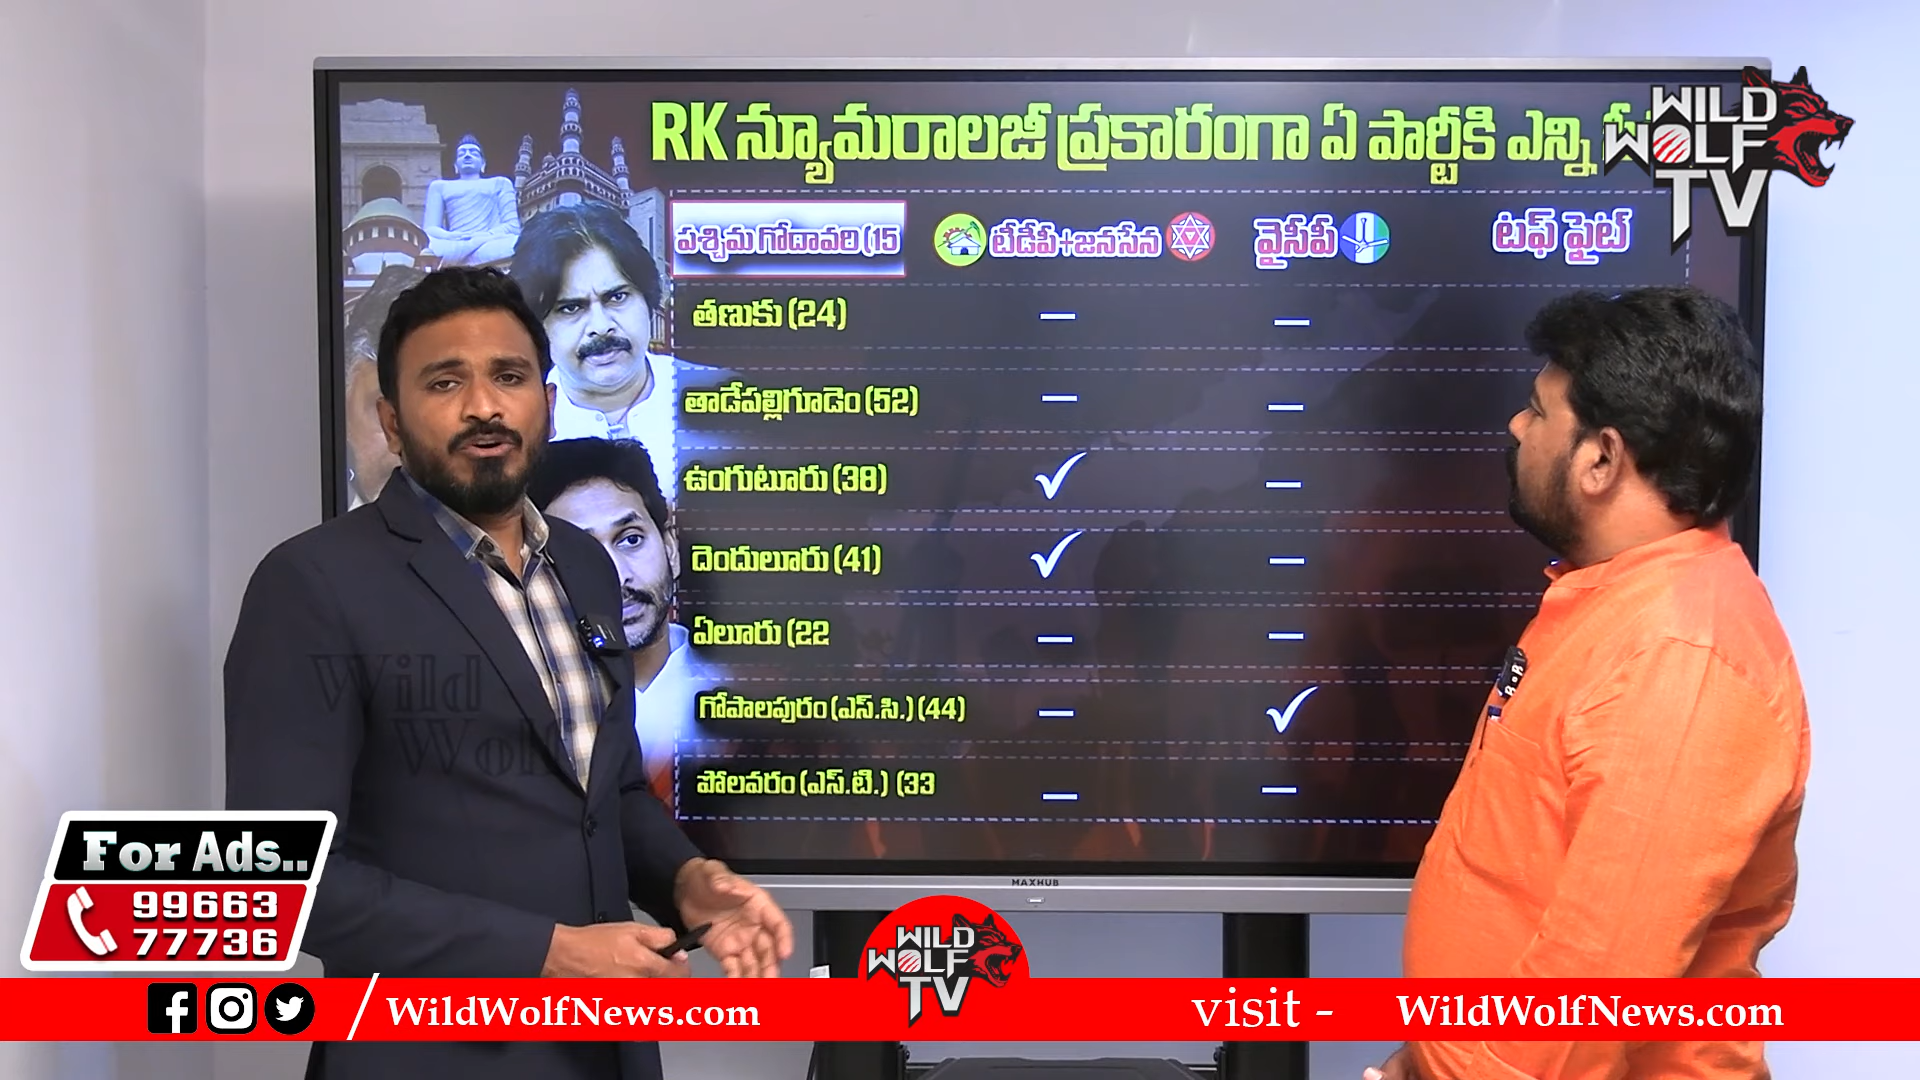 RK న్యూమరాలజీ ప్రకారంగా ఏ పార్టీకి ఎన్ని
WILD
WOLF
TV
పశ్చిమ గోదావరి (15 టీడీపీ+జనసేన వైసీపీ టఫ్ ఫైట్
తణుకు (24)
తాడేపల్లిగూడెం (52)
ఉంగుటూరు (38)
దెందులూరు (41)
ఏలూరు (22
గోపాలపురం (ఎస్.సి.) (44)
పోలవరం (ఎస్.టి.) (33
Wild
Wolf
MAXHUB
For Ads..
99663
77736
WILD
WOLF
TV
WildWolfNews.com
visit - WildWolfNews.com